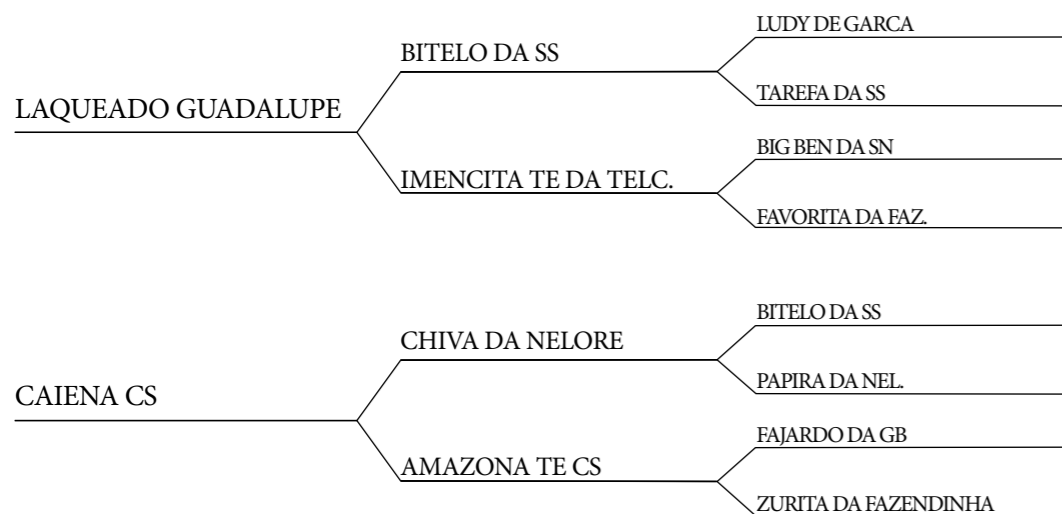 LUDY DE GARCA
BITELO DA SS
TAREFA DA SS
LAQUEADO GUADALUPE
BIG BEN DA SN
IMENCITA TE DA TELC.
FAVORITA DA FAZ.
BITELO DA SS
CHIVA DA NELORE
PAPIRA DA NEL.
CAIENA CS
FAJARDO DA GB
AMAZONA TE CS
ZURITA DA FAZENDINHA